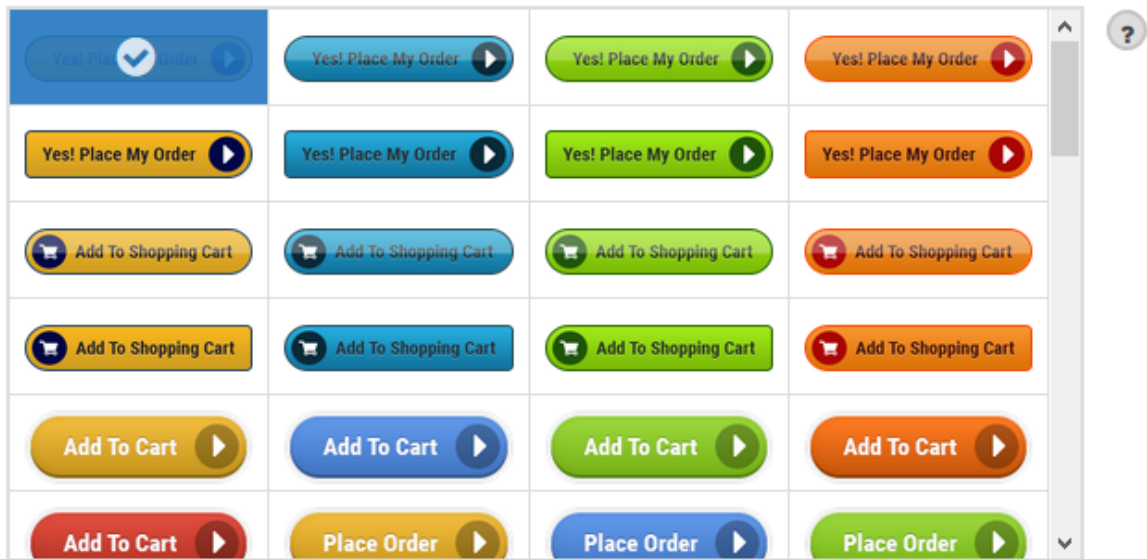 Yes! Place My Order Yes! Place My Order Yes! Place My Order Yes! Place My Order
Yes! Place My Order Yes! Place My Order Yes! Place My Order Yes! Place My Order
Add To Shopping Cart Add To Shopping Cart Add To Shopping Cart Add To Shopping Cart
Add To Shopping Cart Add To Shopping Cart Add To Shopping Cart Add To Shopping Cart
Add To Cart Add To Cart Add To Cart Add To Cart
Add To Cart Place Order Place Order Place Order
?